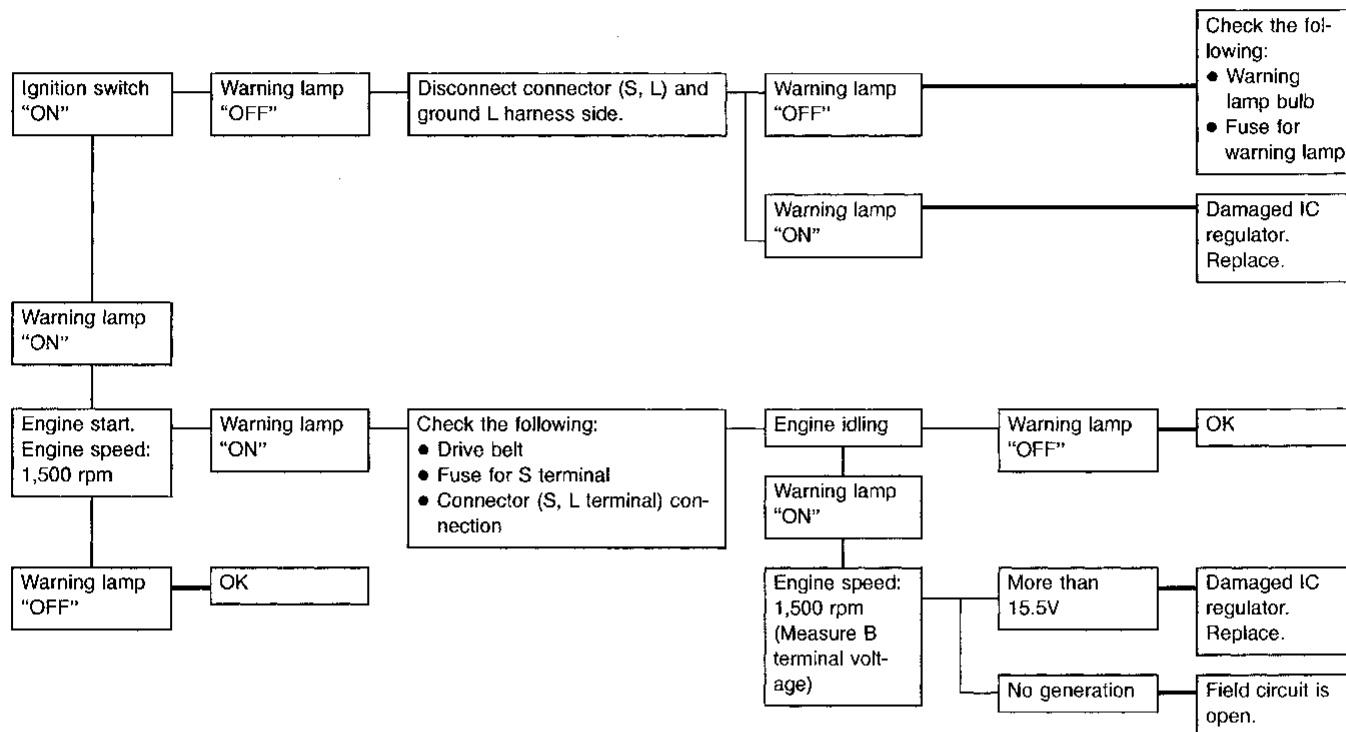 Ignition switch
“ON”
Warning lamp
“OFF”
Disconnect connector (S, L) and
ground L harness side.
Warning lamp
“OFF”
Check the fol-
lowing:
● Warning
lamp bulb
● Fuse for
warning lamp
Warning lamp
“ON”
Damaged IC
regulator.
Replace.
Warning lamp
“ON”
Engine start.
Engine speed:
1,500 rpm
Warning lamp
“ON”
Check the following:
● Drive belt
● Fuse for S terminal
● Connector (S, L terminal) con-
nection
Engine idling
Warning lamp
“OFF”
OK
Warning lamp
“ON”
Warning lamp
“OFF”
OK
Engine speed:
1,500 rpm
(Measure B
terminal volt-
age)
More than
15.5V
Damaged IC
regulator.
Replace.
No generation
Field circuit is
open.